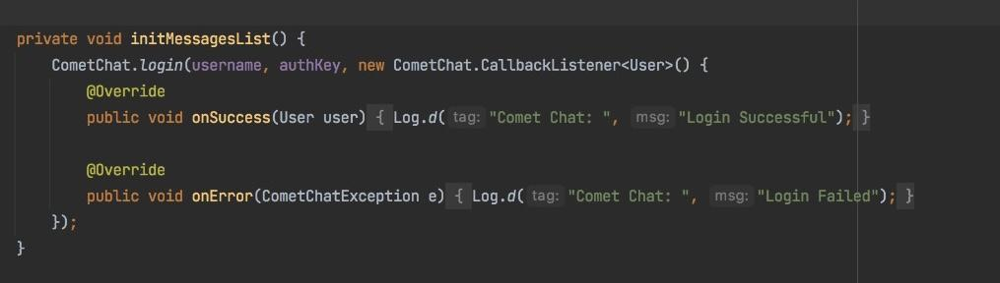 private void initMessagesList() {
CometChat.login(username, authKey, new CometChat.CallbackListener<User>() {
@Override
public void onSuccess(User user) { Log.d( tag: "Comet Chat: ", msg: "Login Successful"); }
@Override
public void onError(CometChatException e) { Log.d( tag: "Comet Chat: ", msg: "Login Failed"); }
});
}